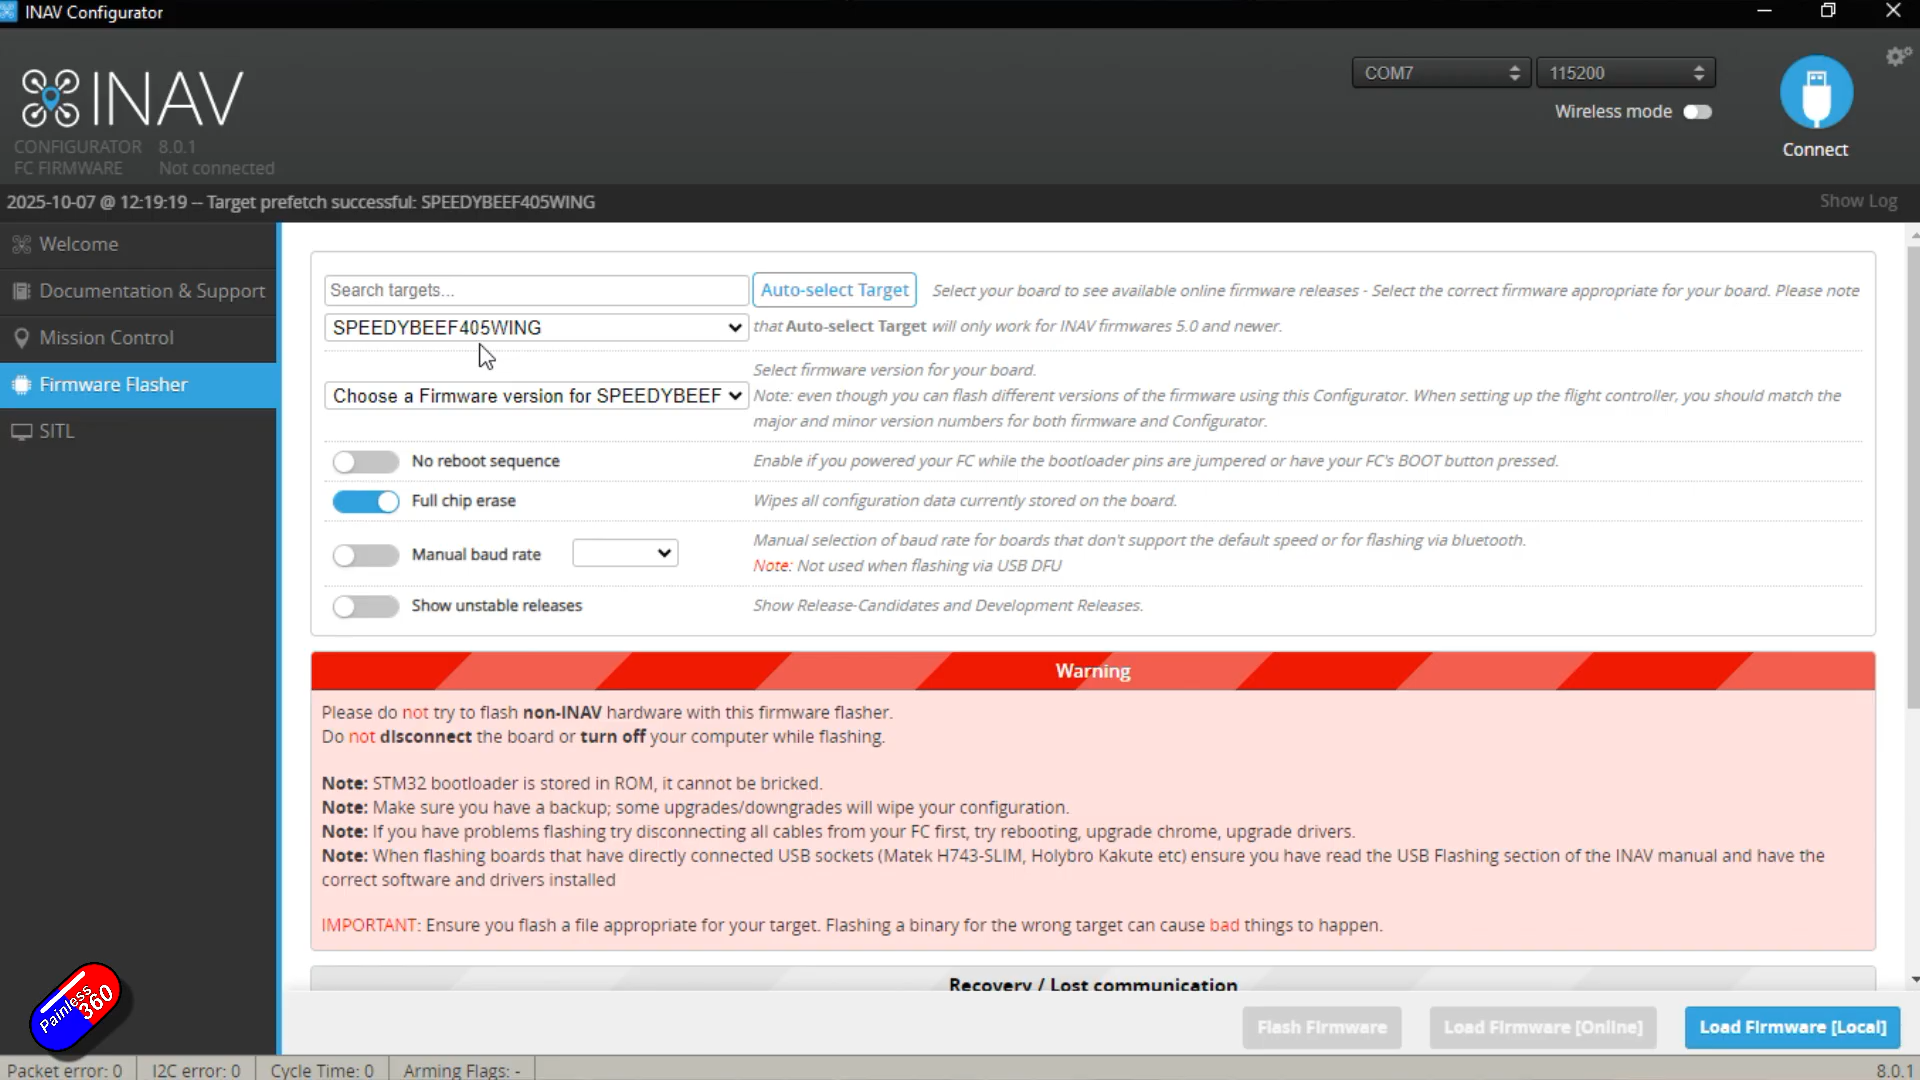 INAV Configurator
INAV
CONFIGURATOR 8.0.1
FC FIRMWARE Not connected
COM7
115200
Wireless mode
Connect
2025-10-07 @ 12:19:19 -- Target prefetch successful: SPEEDYBEEF405WING
Show Log
Welcome
Documentation & Support
Mission Control
Firmware Flasher
SITL
Search targets...
Auto-select Target
Select your board to see available online firmware releases - Select the correct firmware appropriate for your board. Please note
SPEEDYBEEF405WING
that Auto-select Target will only work for INAV firmwares 5.0 and newer.
Select firmware version for your board.
Choose a Firmware version for SPEEDYBEEF
Note: even though you can flash different versions of the firmware using this Configurator. When setting up the flight controller, you should match the
major and minor version numbers for both firmware and Configurator.
No reboot sequence
Enable if you powered your FC while the bootloader pins are jumpered or have your FC's BOOT button pressed.
Full chip erase
Wipes all configuration data currently stored on the board.
Manual baud rate
Manual selection of baud rate for boards that don't support the default speed or for flashing via bluetooth.
Note: Not used when flashing via USB DFU
Show unstable releases
Show Release-Candidates and Development Releases.
Warning
Please do not try to flash non-INAV hardware with this firmware flasher.
Do not disconnect the board or turn off your computer while flashing.
Note: STM32 bootloader is stored in ROM, it cannot be bricked.
Note: Make sure you have a backup; some upgrades/downgrades will wipe your configuration.
Note: If you have problems flashing try disconnecting all cables from your FC first, try rebooting, upgrade chrome, upgrade drivers.
Note: When flashing boards that have directly connected USB sockets (Matek H743-SLIM, Holybro Kakute etc) ensure you have read the USB Flashing section of the INAV manual and have the
correct software and drivers installed
IMPORTANT: Ensure you flash a file appropriate for your target. Flashing a binary for the wrong target can cause bad things to happen.
Recovery / Lost communication
Painless
360
Flash Firmware
Load Firmware [Online]
Load Firmware [Local]
Packet error: 0
I2C error: 0
Cycle Time: 0
Arming Flags: -
8.0.1